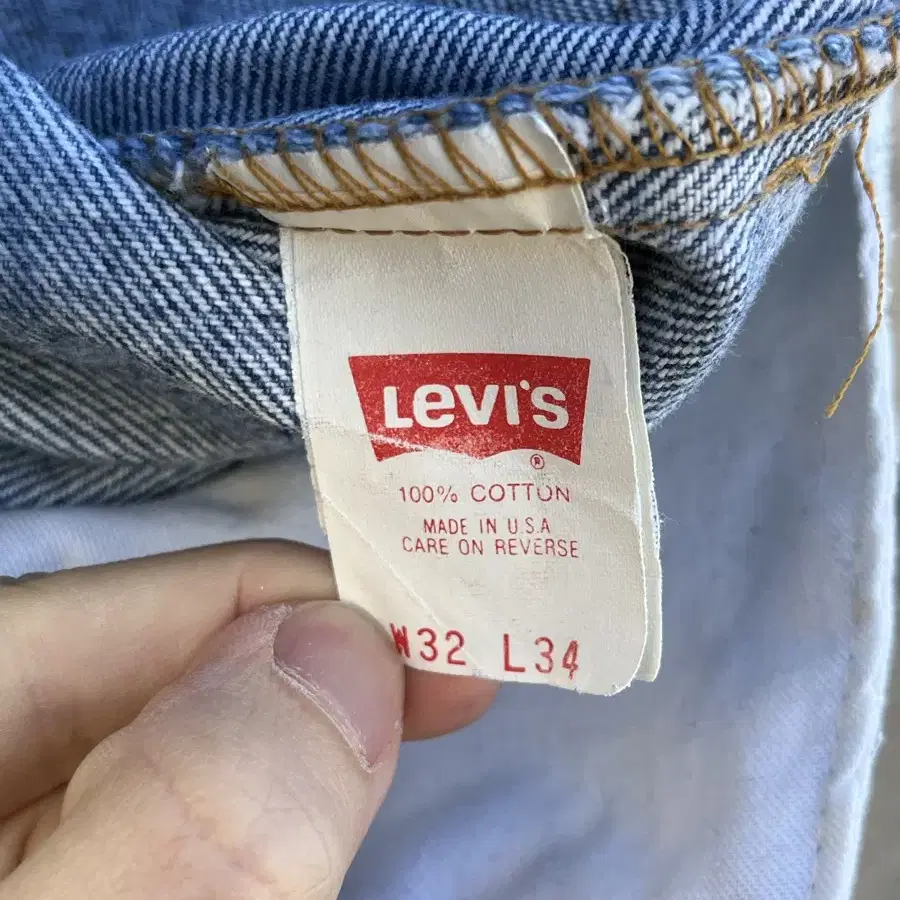 Levi's
®
100% COTTON
MADE IN U.S.A
CARE ON REVERSE
W32 L34